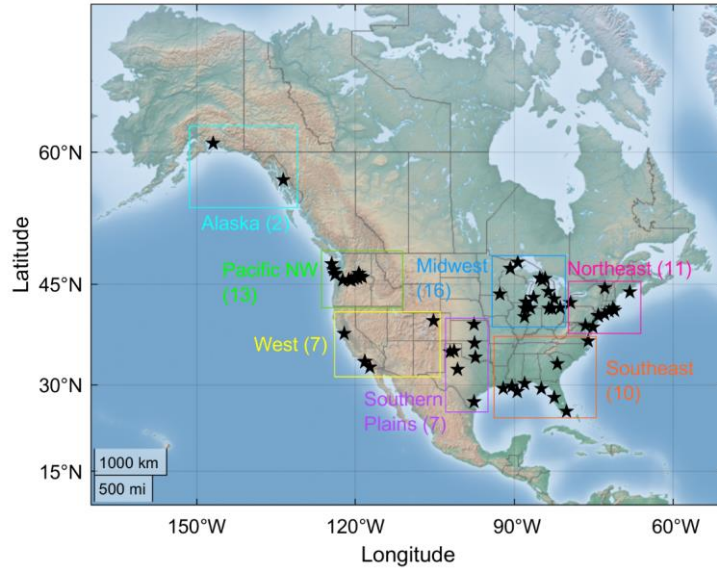 60°N
45°N
30°N
15°N
Latitude
Alaska (2)
Pacific NW
(13)
Midwest
(16)
Northeast (11)
West (7)
Southern
Plains (7)
Southeast
(10)
1000 km
500 mi
150°W
120°W
90°W
60°W
Longitude